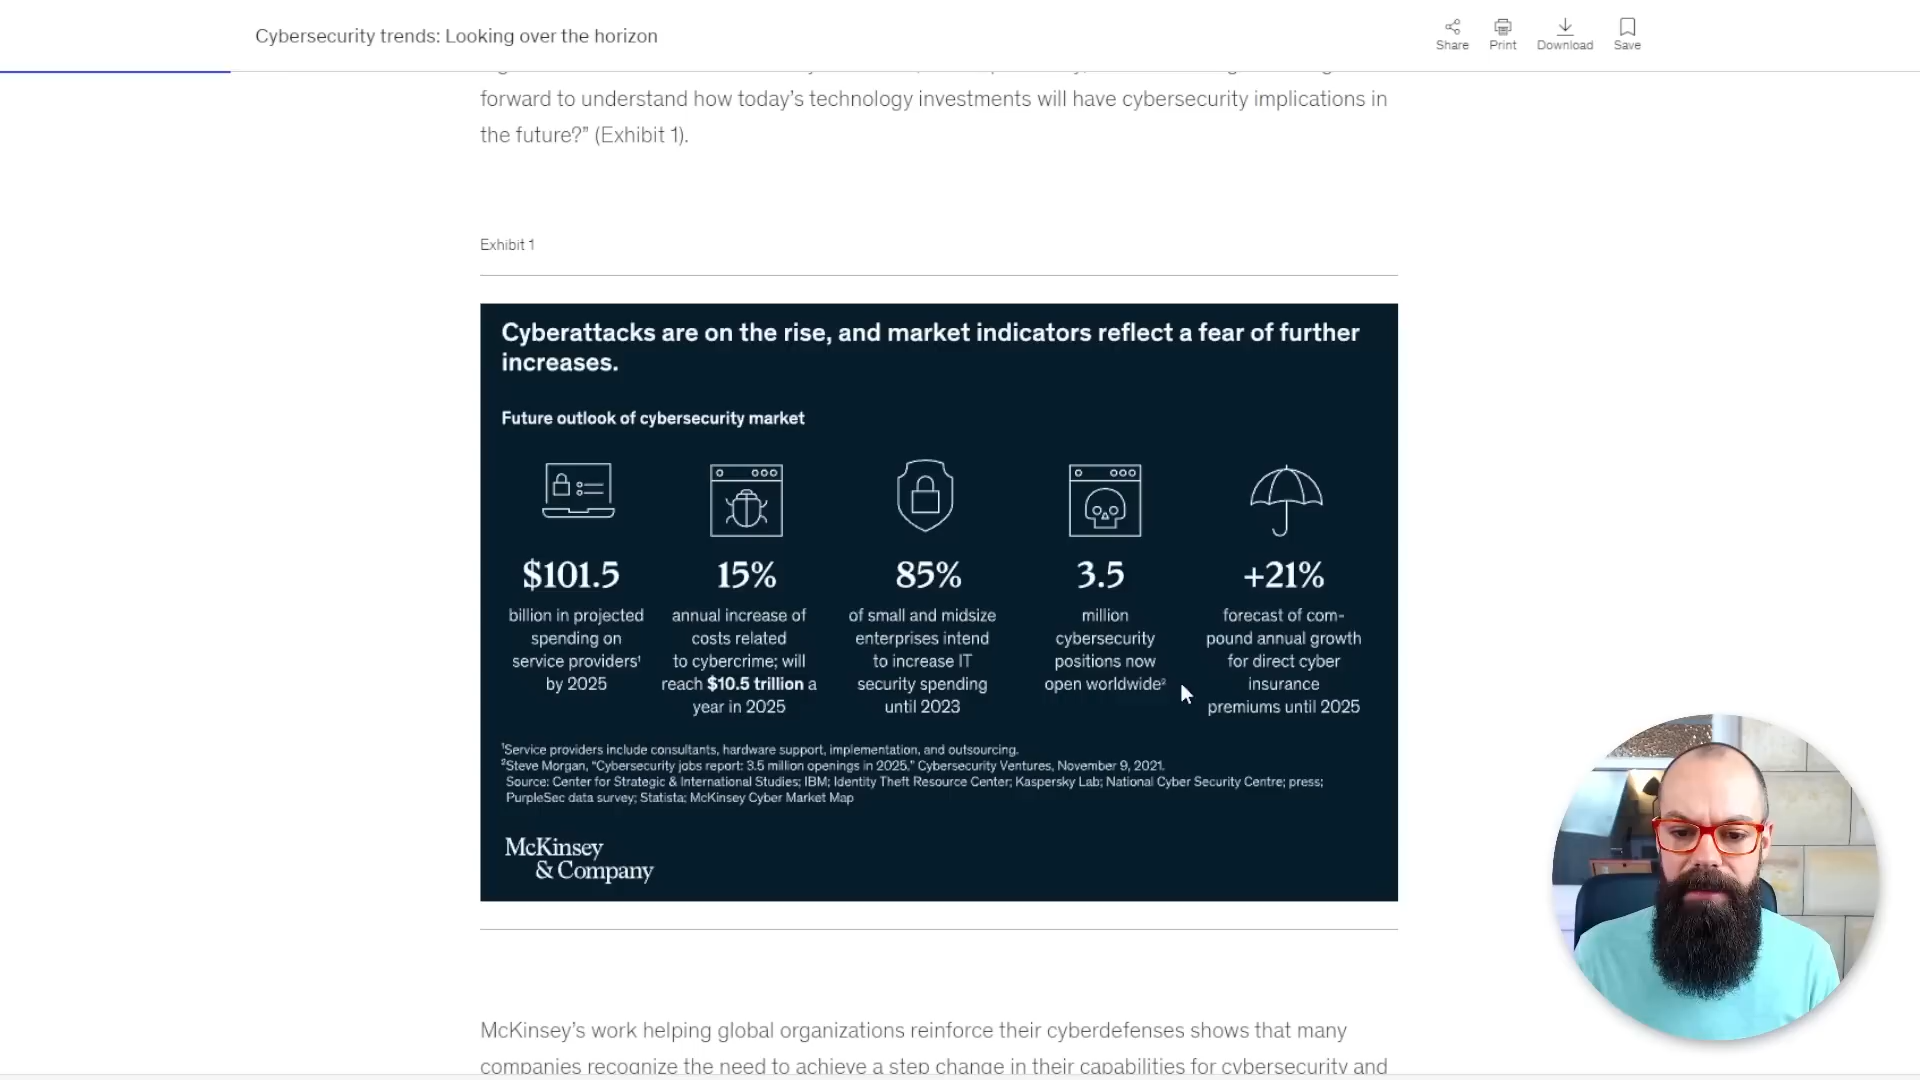 Cybersecurity trends: Looking over the horizon
Share
Print
Download
Save
forward to understand how today’s technology investments will have cybersecurity implications in
the future?” (Exhibit 1).
Exhibit 1
Cyberattacks are on the rise, and market indicators reflect a fear of further
increases.
Future outlook of cybersecurity market
$101.5
billion in projected
spending on
service providers¹
by 2025
15%
annual increase of
costs related
to cybercrime; will
reach $10.5 trillion a
year in 2025
85%
of small and midsize
enterprises intend
to increase IT
security spending
until 2023
3.5
million
cybersecurity
positions now
open worldwide²
+21%
forecast of com-
pound annual growth
for direct cyber
insurance
premiums until 2025
¹Service providers include consultants, hardware support, implementation, and outsourcing.
²Steve Morgan, “Cybersecurity jobs report: 3.5 million openings in 2025,” Cybersecurity Ventures, November 9, 2021.
Source: Center for Strategic & International Studies; IBM; Identity Theft Resource Center; Kaspersky Lab; National Cyber Security Centre; press;
PurpleSec data survey; Statista; McKinsey Cyber Market Map
McKinsey
& Company
McKinsey’s work helping global organizations reinforce their cyberdefenses shows that many
companies recognize the need to achieve a step change in their capabilities for cybersecurity and